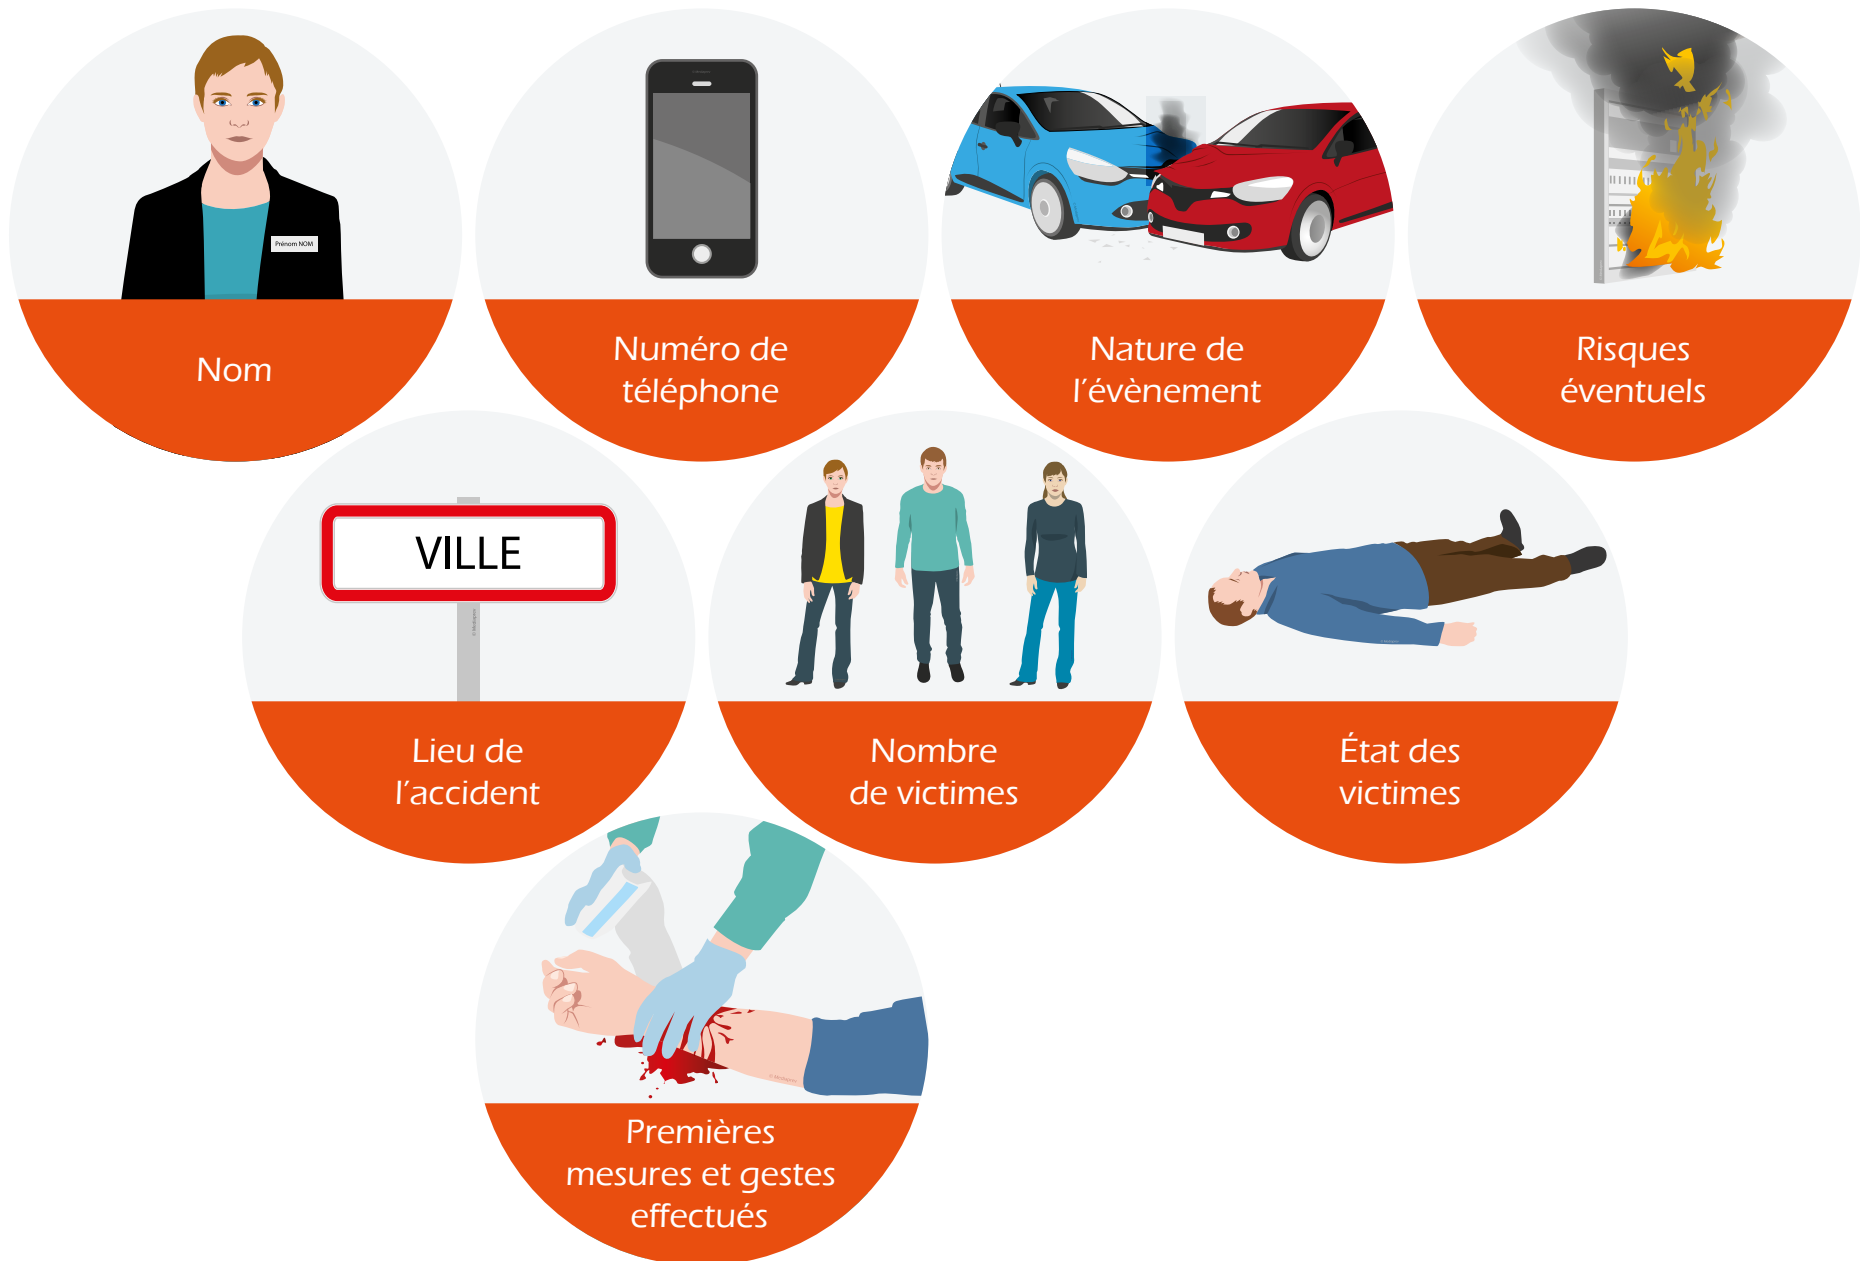 Prénom NOM
Nom
Numéro de
téléphone
Nature de
l'évènement
Risques
éventuels
VILLE
Lieu de
l'accident
Nombre
de victimes
État des
victimes
Premières
mesures et gestes
effectués